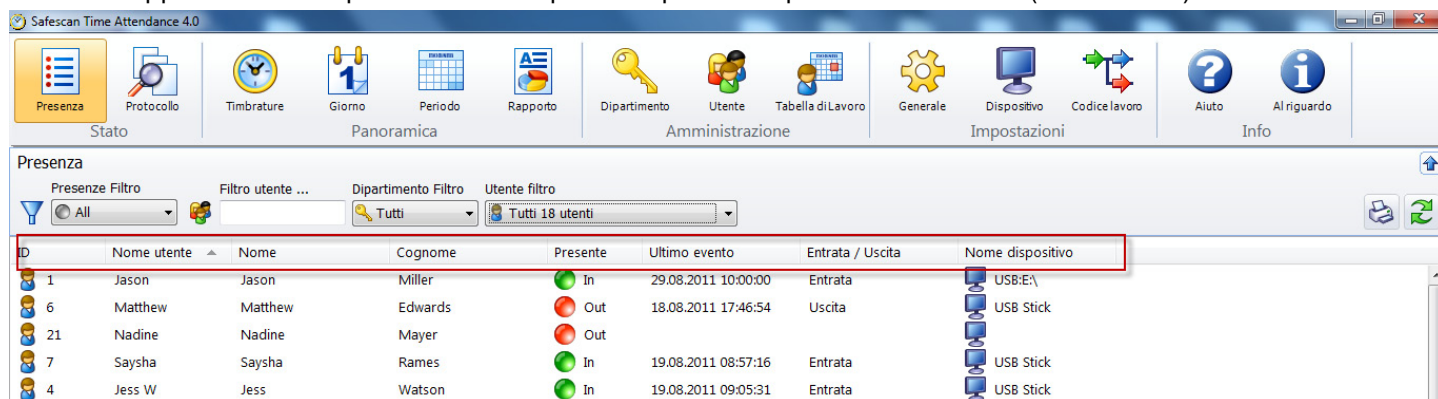 Safescan Time Attendance 4.0
Presenza Protocollo Timbrature Giorno Periodo Rapporto Dipartimento Utente Tabella di Lavoro Generale Dispositivo Codice lavoro Aiuto Al riguardo
Stato Panoramica Amministrazione Impostazioni Info
Presenza
Presenze Filtro Filtro utente ... Dipartimento Filtro Utente filtro
All Tutti Tutti 18 utenti
ID Nome utente Nome Cognome Presente Ultimo evento Entrata / Uscita Nome dispositivo
1 Jason Jason Miller In 29.08.2011 10:00:00 Entrata USB:E:\
6 Matthew Matthew Edwards Out 18.08.2011 17:46:54 Uscita USB Stick
21 Nadine Nadine Mayer Out
7 Saysha Saysha Rames In 19.08.2011 08:57:16 Entrata USB Stick
4 Jess W Jess Watson In 19.08.2011 09:05:31 Entrata USB Stick